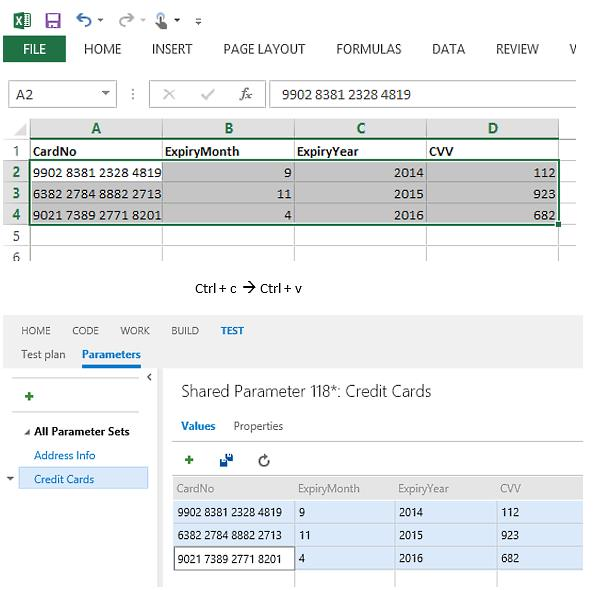 FILE HOME INSERT PAGE LAYOUT FORMULAS DATA REVIEW V
A2 fx 9902 8381 2328 4819
A B C D
1 CardNo ExpiryMonth ExpiryYear CVV
2 9902 8381 2328 4819 9 2014 112
3 6382 2784 8882 2713 11 2015 923
4 9021 7389 2771 8201 4 2016 682
5
6
Ctrl + c → Ctrl + v
HOME CODE WORK BUILD TEST
Test plan Parameters
Shared Parameter 118*: Credit Cards
Values Properties
All Parameter Sets
Address Info
Credit Cards
CardNo ExpiryMonth ExpiryYear CVV
9902 8381 2328 4819 9 2014 112
6382 2784 8882 2713 11 2015 923
9021 7389 2771 8201 4 2016 682